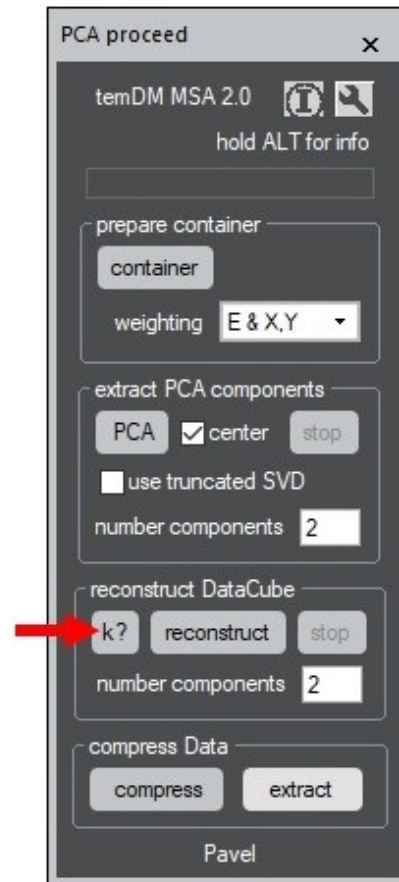 PCA proceed ×
temDM MSA 2.0
hold ALT for info
prepare container
container
weighting E & X,Y
extract PCA components
PCA center stop
use truncated SVD
number components 2
reconstruct DataCube
k? reconstruct stop
number components 2
compress Data
compress extract
Pavel